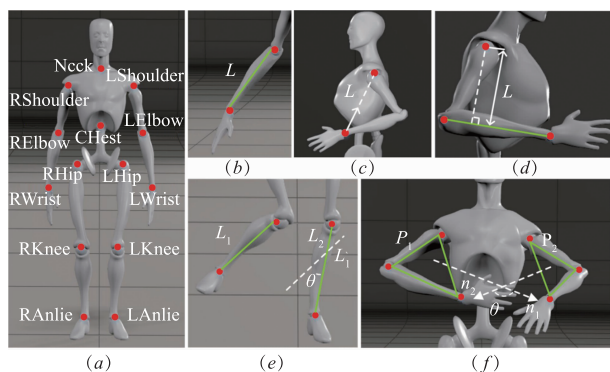 Ncck
LShoulder
RShoulder
LElbow
RElbow
CHest
RHip
LHip
RWrist
LWrist
RKnee
LKnee
RAnlie
LAnlie
(a)
L
(b)
L
(c)
L
(d)
L₁
L₂
L₁
θ
(e)
P₁
P₂
n₂
θ
n₁
(f)